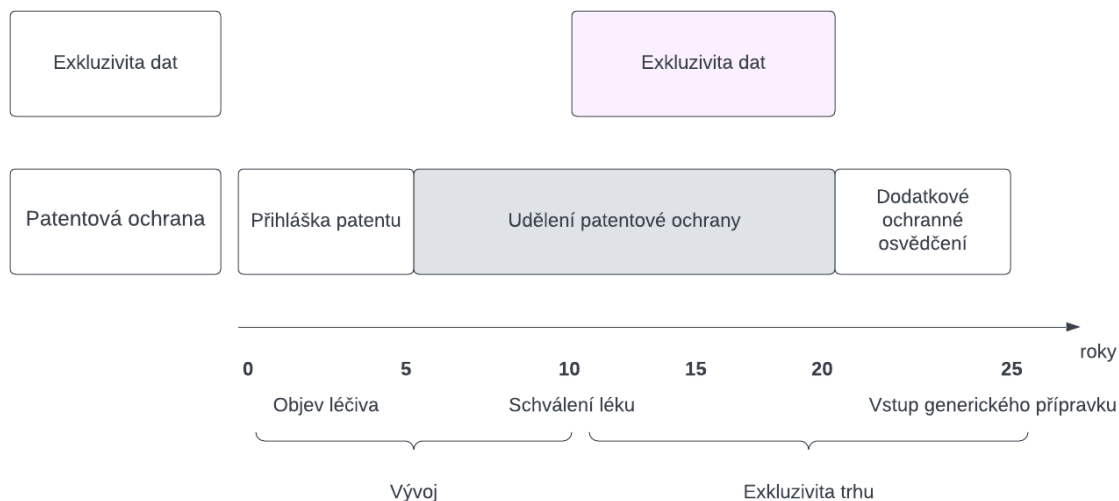 Exkluzivita dat
Exkluzivita dat
Patentová ochrana
Přihláška patentu
Udělení patentové ochrany
Dodatkové
ochranné
osvědčení
roky
0 5 10 15 20 25
Objev léčiva Schválení léku Vstup generického přípravku
Vývoj Exkluzivita trhu